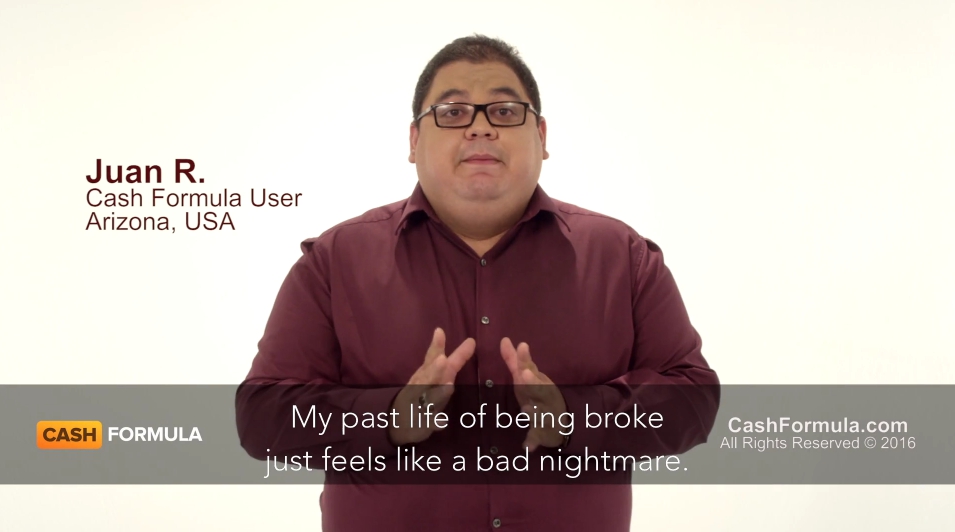 Juan R.
Cash Formula User
Arizona, USA
CASH FORMULA
My past life of being broke
just feels like a bad nightmare.
CashFormula.com
All Rights Reserved © 2016